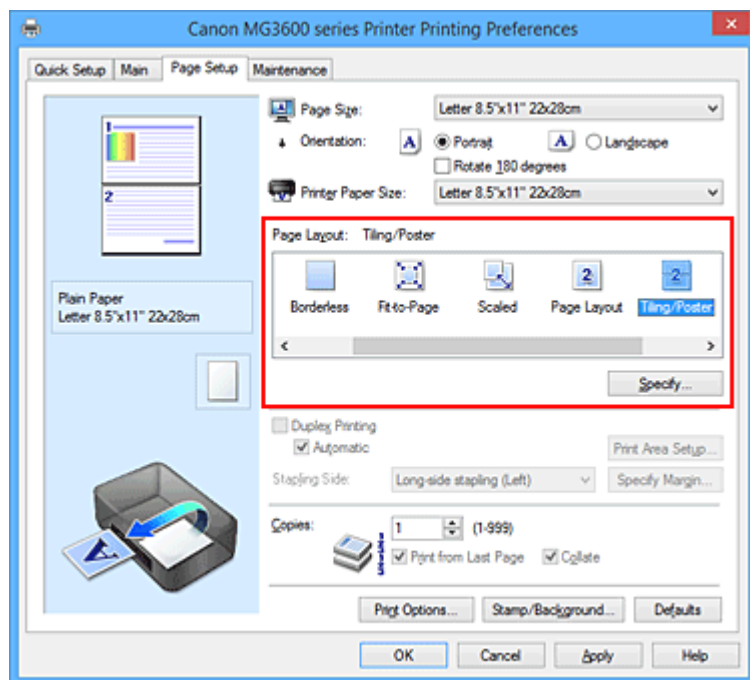 Canon MG3600 series Printer Printing Preferences
Quick Setup Main Page Setup Maintenance
Page Size: Letter 8.5"x11" 22x28cm
Orientation: A Portrait A Landscape
Rotate 180 degrees
Printer Paper Size: Letter 8.5"x11" 22x28cm
1
2
Page Layout: Tiling/Poster
2 2
Borderless Fit-to-Page Scaled Page Layout Tiling/Poster
Specify...
Plain Paper
Letter 8.5"x11" 22x28cm
Duplex Printing
Automatic Print Area Setup...
Stapling Side: Long-side stapling (Left) Specify Margin...
Copies: 1 (1-999)
Print from Last Page Collate
A
Print Options... Stamp/Background... Defaults
OK Cancel Apply Help